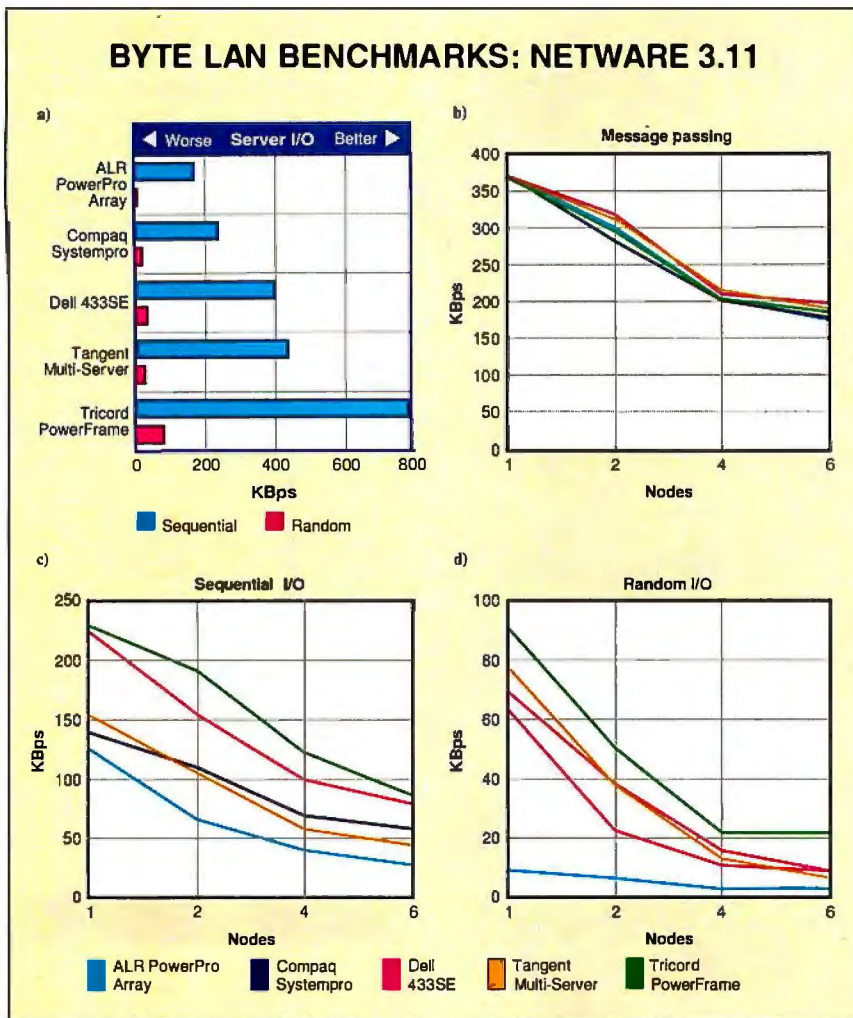 BYTE LAN BENCHMARKS: NETWARE 3.11
a)
◀ Worse Server I/O Better ▶
ALR
PowerPro
Array
Compaq
Systempro
Dell 433SE
Tangent
Multi-Server
Tricord
PowerFrame
0 200 400 600 800
KBps
Sequential Random
b)
Message passing
400
350
300
250
200
150
100
50
0
KBps
1 2 4 6
Nodes
c)
Sequential I/O
250
200
150
100
50
0
KBps
1 2 4 6
Nodes
d)
Random I/O
100
80
60
40
20
0
KBps
1 2 4 6
Nodes
ALR PowerPro
Array
Compaq
Systempro
Dell
433SE
Tangent
Multi-Server
Tricord
PowerFrame